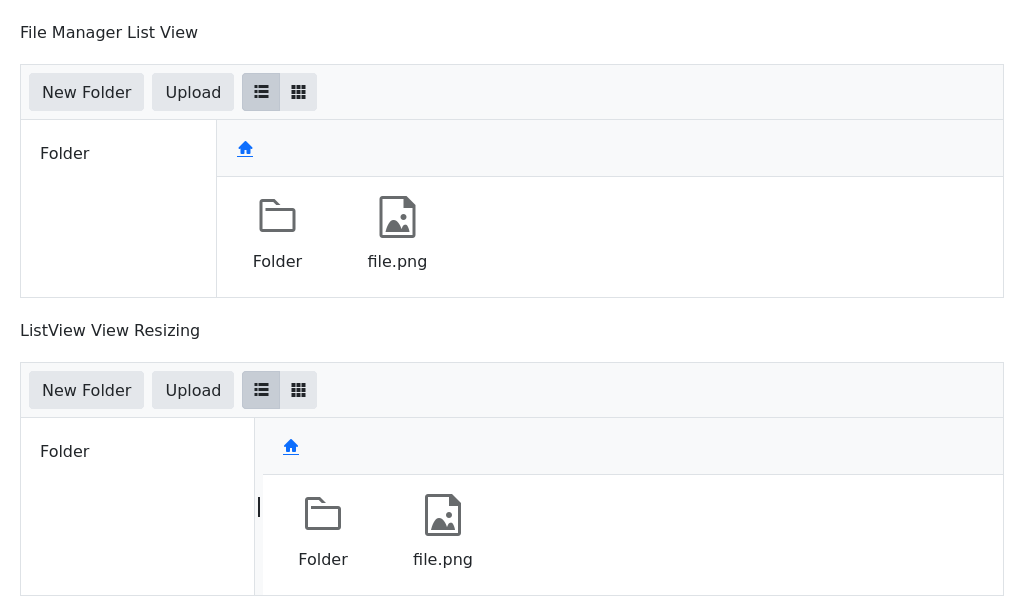 File Manager List View
New Folder Upload
Folder
Folder file.png
ListView View Resizing
New Folder Upload
Folder
Folder file.png